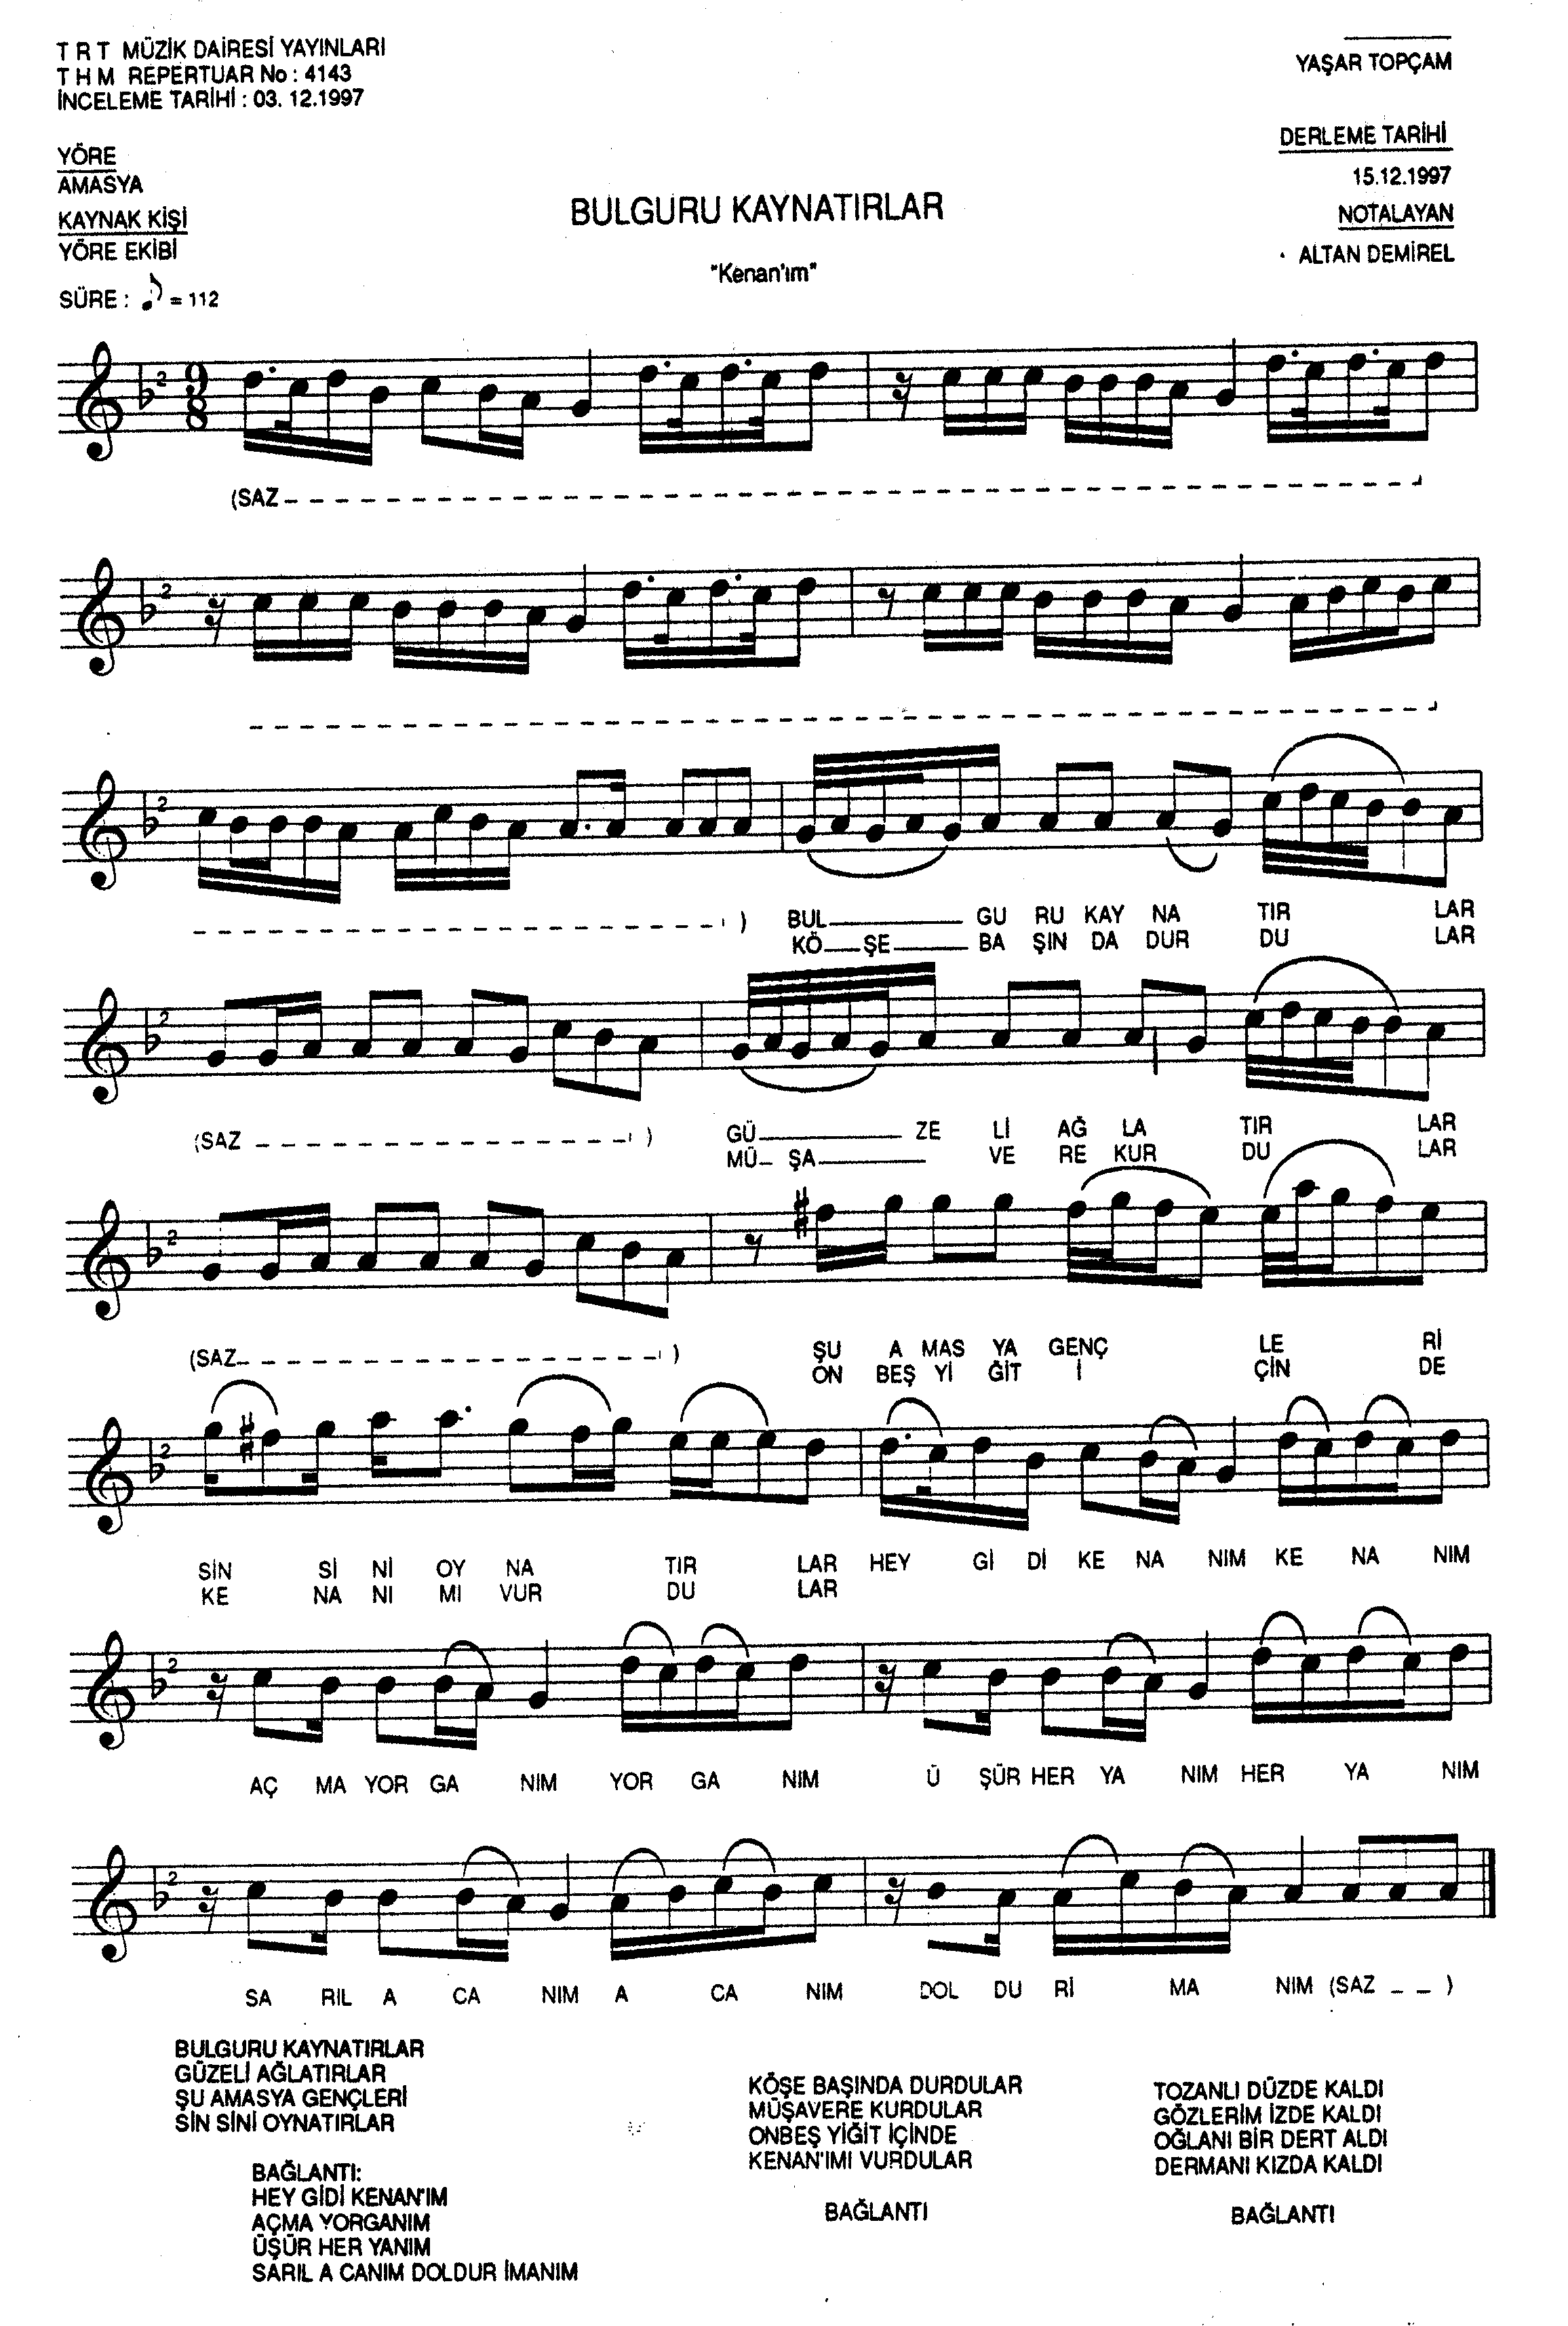 T R T MÜZİK DAİRESİ YAYINLARI
T H M REPERTUAR No : 4143
İNCELEME TARİHİ : 03. 12.1997
YAŞAR TOPÇAM
DERLEME TARİHİ
15.12.1997
YÖRE
AMASYA
KAYNAK KİŞİ
YÖRE EKİBİ
SÜRE : ♪ = 112
BULGURU KAYNATIRLAR
"Kenan'ım"
NOTALAYAN
ALTAN DEMİREL
2 9 8
(SAZ
2
2
) BUL GU RU KAY NA TIR LAR
KÖ ŞE BA ŞIN DA DUR DU LAR
2
(SAZ ) GÜ ZE Lİ AĞ LA TIR LAR
MÜ ŞA VE RE KUR DU LAR
2
(SAZ ) ŞU A MAS YA GENÇ LE Rİ
ON BEŞ Yİ ĞİT İ ÇİN DE
2
SİN Sİ Nİ OY NA TIR LAR HEY Gİ Dİ KE NA NIM KE NA NIM
KE NA NI MI VUR DU LAR
2
AÇ MA YOR GA NIM YOR GA NIM Ü ŞÜR HER YA NIM HER YA NIM
2
SA RIL A CA NIM A CA NIM DOL DU Rİ MA NIM (SAZ )
BULGURU KAYNATIRLAR
GÜZELİ AĞLATIRLAR
ŞU AMASYA GENÇLERİ
SİN SİNİ OYNATIRLAR
BAĞLANTI:
HEY GİDİ KENAN'IM
AÇMA YORGANIM
ÜŞÜR HER YANIM
SARIL A CANIM DOLDUR İMANIM
KÖŞE BAŞINDA DURDULAR
MÜŞAVERE KURDULAR
ONBEŞ YİĞİT İÇİNDE
KENAN'IMI VURDULAR
BAĞLANTI
TOZANLI DÜZDE KALDI
GÖZLERİM İZDE KALDI
OĞLANI BİR DERT ALDI
DERMANI KIZDA KALDI
BAĞLANTI